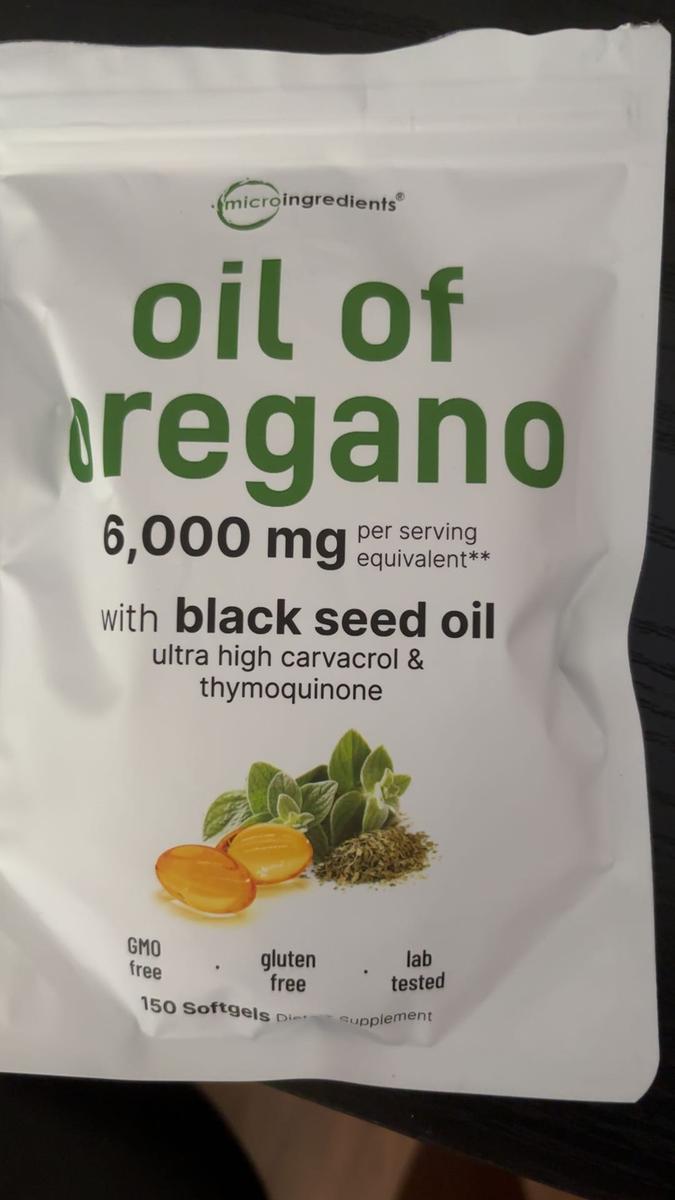 microingredients®
oil of
oregano
6,000 mg per serving
equivalent**
with black seed oil
ultra high carvacrol &
thymoquinone
GMO
free
·
gluten
free
·
lab
tested
150 Softgels Supplement